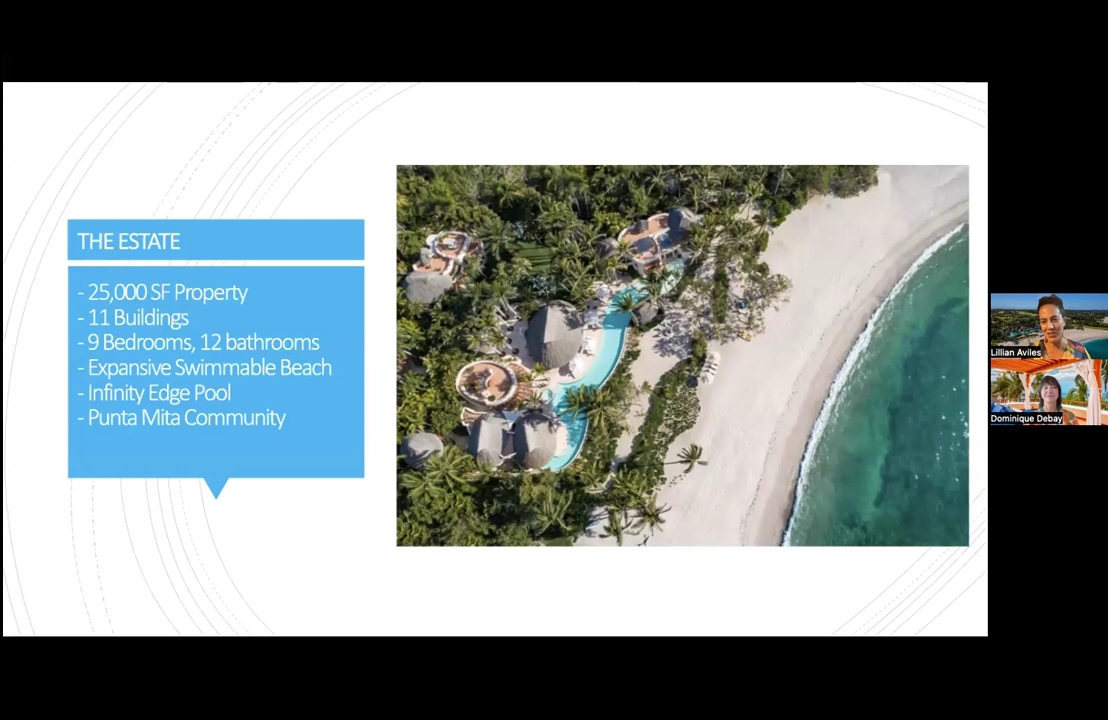 THE ESTATE
- 25,000 SF Property
- 11 Buildings
- 9 Bedrooms, 12 bathrooms
- Expansive Swimmable Beach
- Infinity Edge Pool
- Punta Mita Community
Lillian Aviles
Dominique Debay